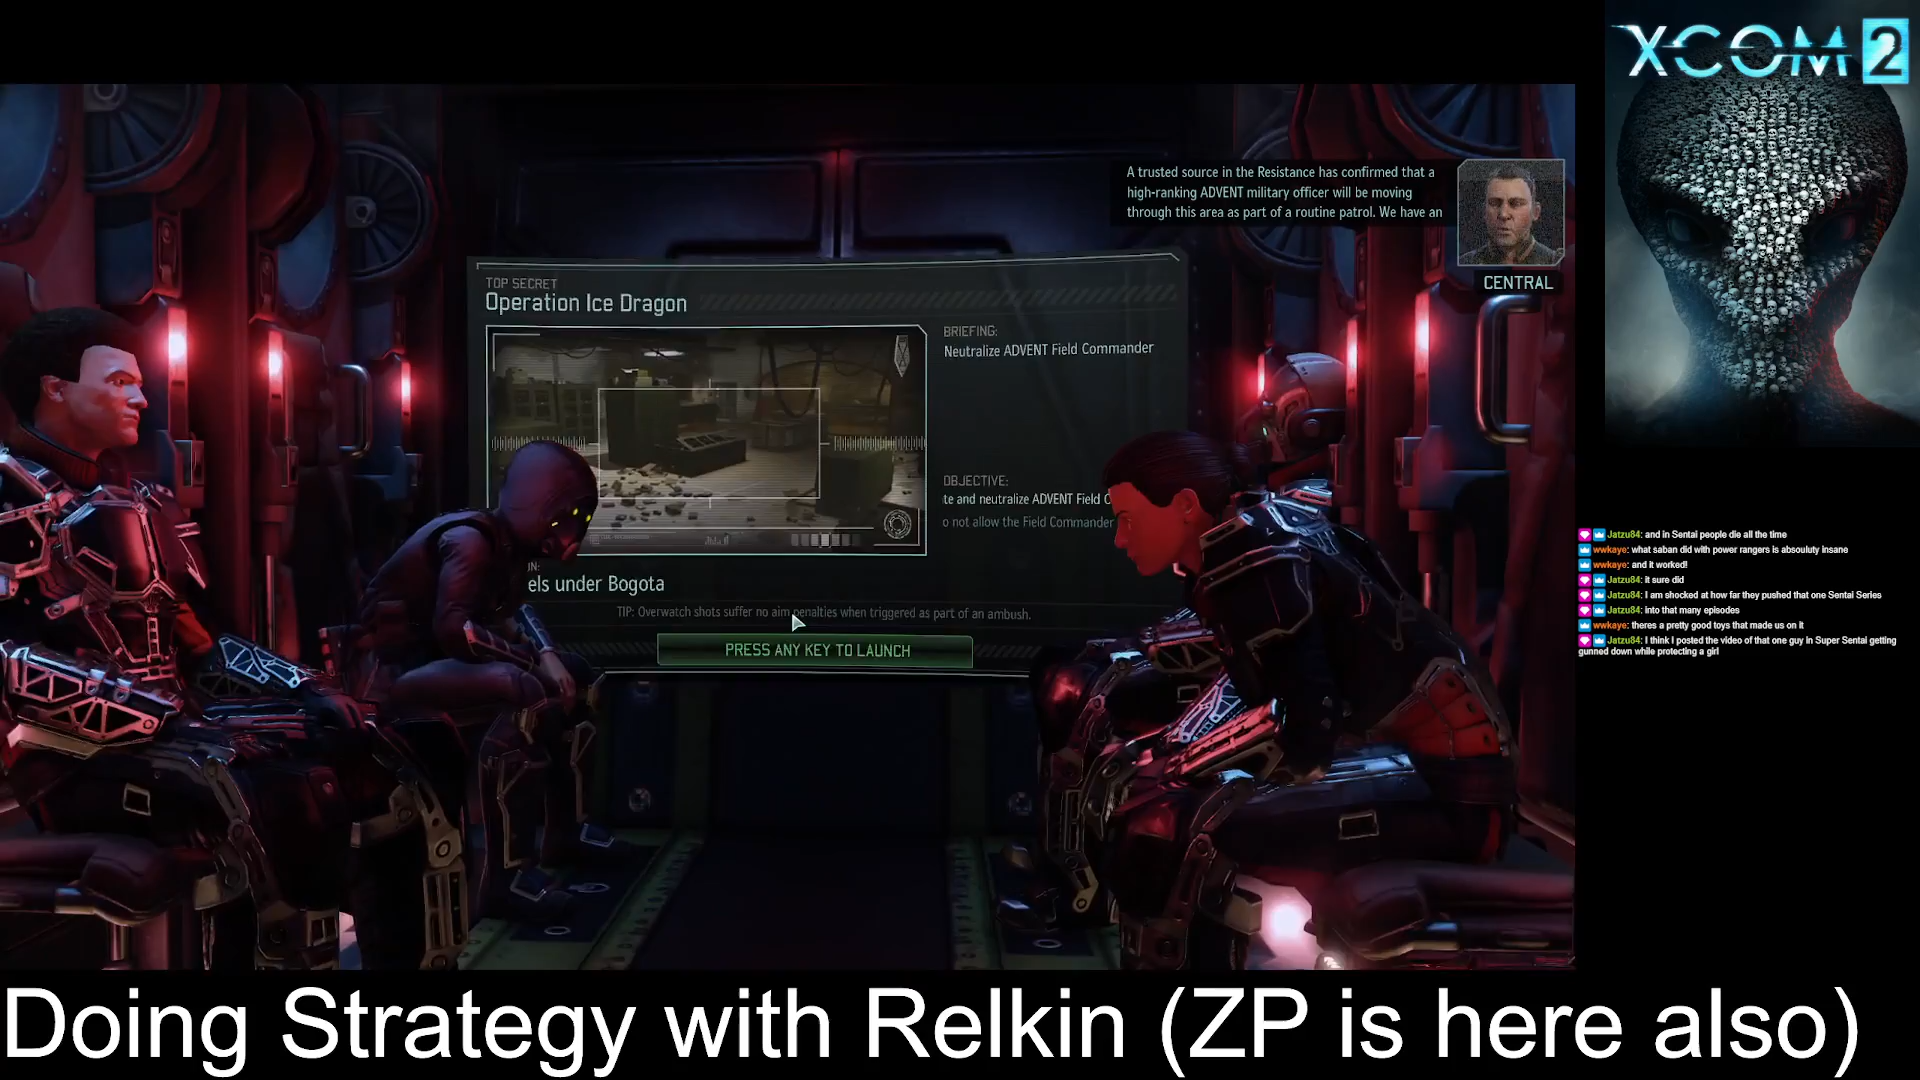 XCOM 2
A trusted source in the Resistance has confirmed that a
high-ranking ADVENT military officer will be moving
through this area as part of a routine patrol. We have an
CENTRAL
TOP SECRET
Operation Ice Dragon
BRIEFING:
Neutralize ADVENT Field Commander
OBJECTIVE:
te and neutralize ADVENT Field C
o not allow the Field Commander
N:
els under Bogota
TIP: Overwatch shots suffer no aim penalties when triggered as part of an ambush.
PRESS ANY KEY TO LAUNCH
Jatzu84: and in Sentai people die all the time
wwkaye: what saban did with power rangers is absouluty insane
wwkaye: and it worked!
Jatzu84: it sure did
Jatzu84: I am shocked at how far they pushed that one Sentai Series
Jatzu84: into that many episodes
wwkaye: theres a pretty good toys that made us on it
Jatzu84: I think I posted the video of that one guy in Super Sentai getting
gunned down while protecting a girl
Doing Strategy with Relkin (ZP is here also)